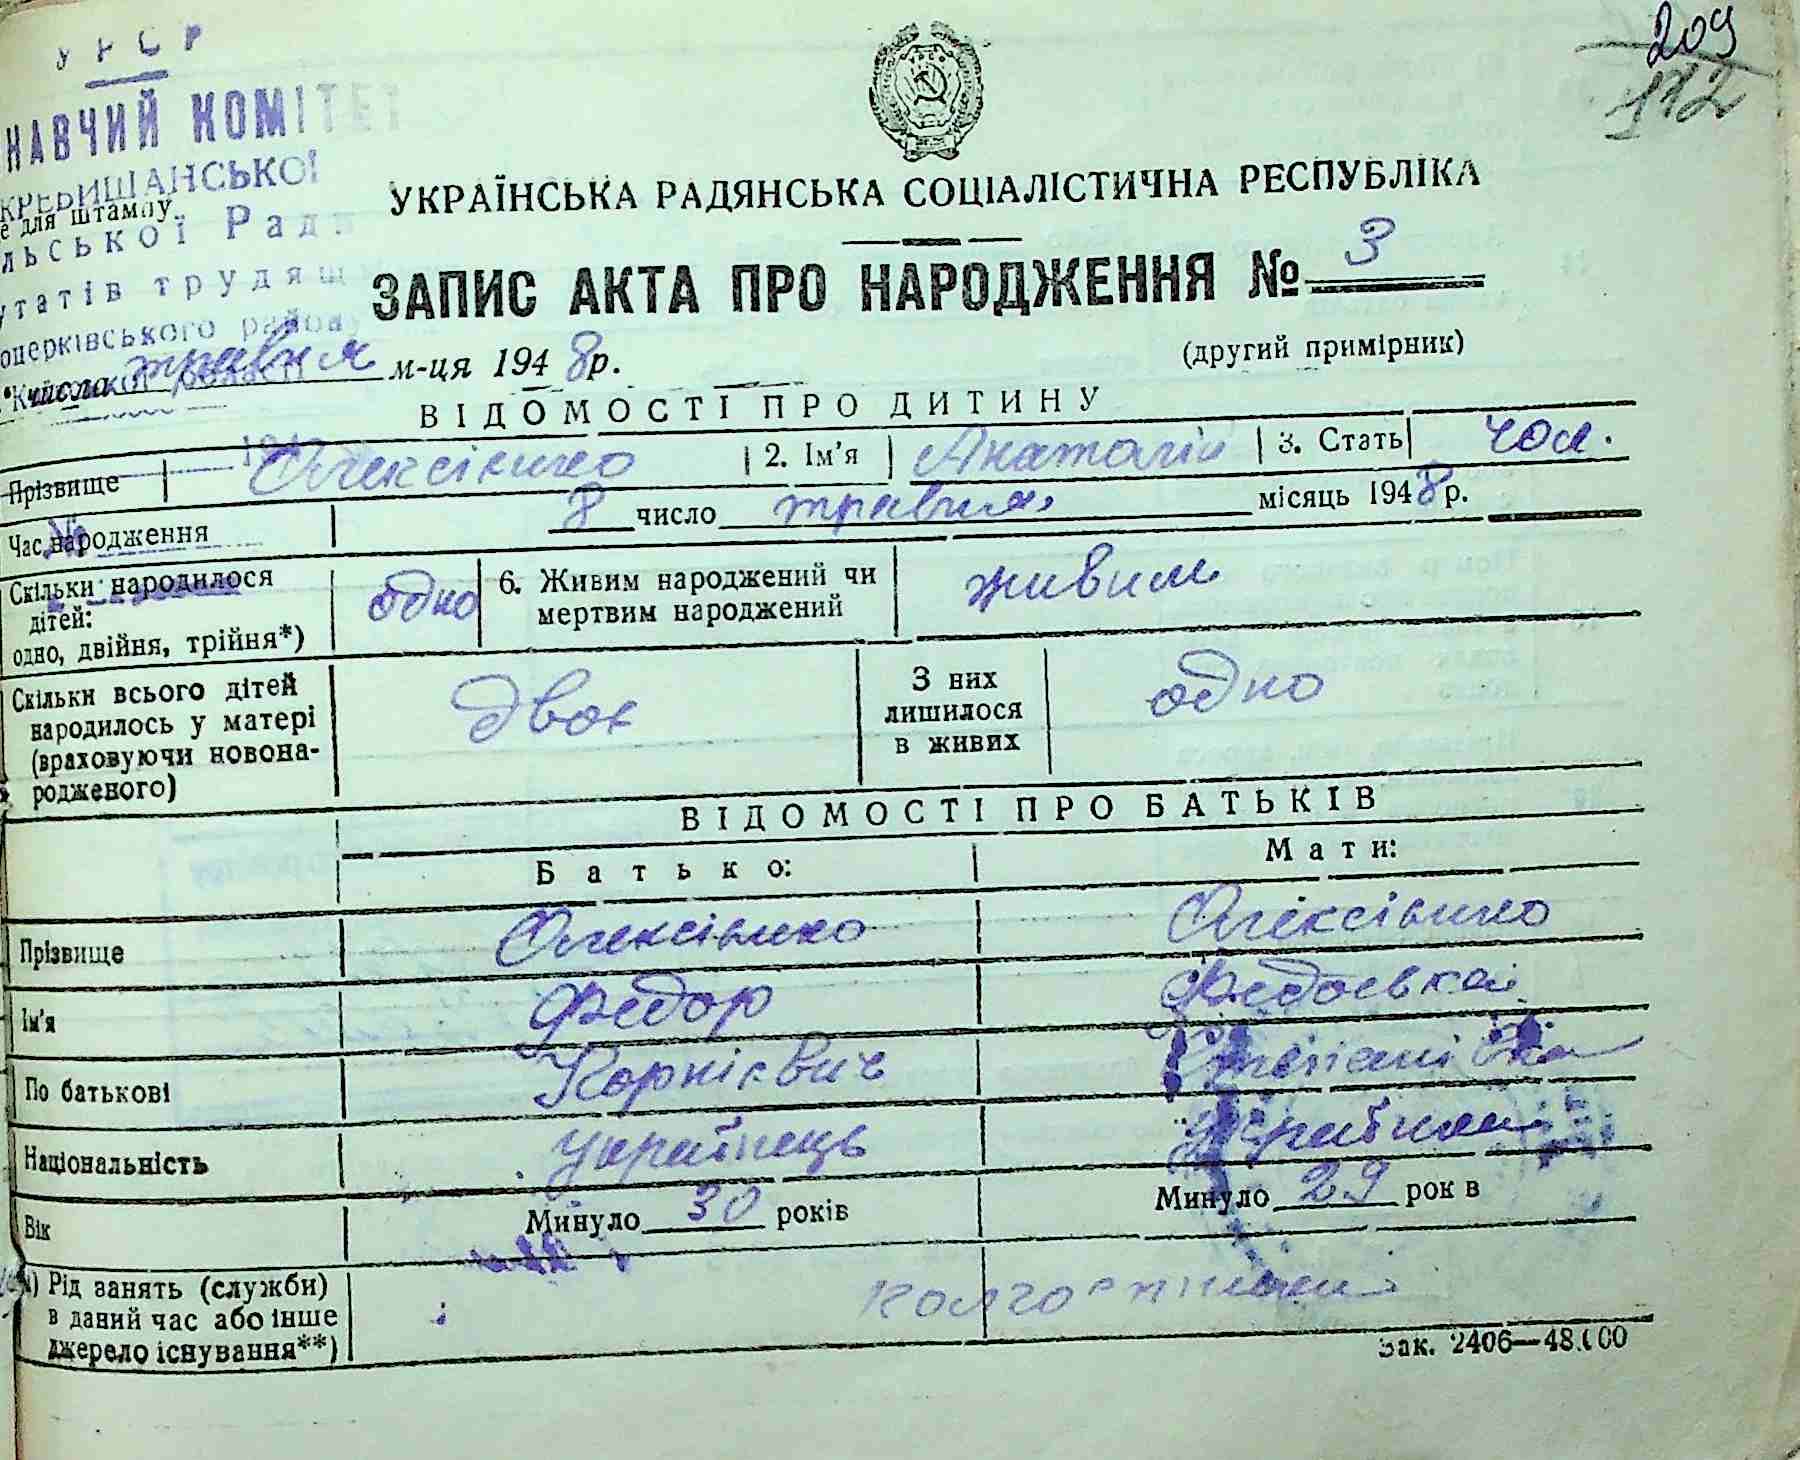 УРСР
НАВЧИЙ КОМІТЕТ
209
112
УРСР
УКРАЇНСЬКА РАДЯНСЬКА СОЦІАЛІСТИЧНА РЕСПУБЛІКА
е для штампу
льської Ради
утатів трудящ
оцерківського району
ЗАПИС АКТА ПРО НАРОДЖЕННЯ № 3
(другий примірник)
числа травня м-ця 1948 р.
ВІДОМОСТІ ПРО ДИТИНУ
Прізвище Олексієнко 2. Ім'я Анатолій 3. Стать чол.
Час народження 8 число травня місяць 1948 р.
Скільки народилося дітей: одно, двійня, трійня*) одно 6. Живим народжений чи мертвим народжений живим
Скільки всього дітей народилось у матері (враховуючи новонародженого) двоє З них лишилося в живих одно
ВІДОМОСТІ ПРО БАТЬКІВ
Батько: Мати:
Прізвище Олексієнко Олексієнко
Ім'я Федор
По батькові Корнієвич Степанівна
Національність українець українка
Вік Минуло 30 років Минуло 29 рок в
) Рід занять (служби)
в даний час або інше
джерело існування**)
Зак. 2406—48.000